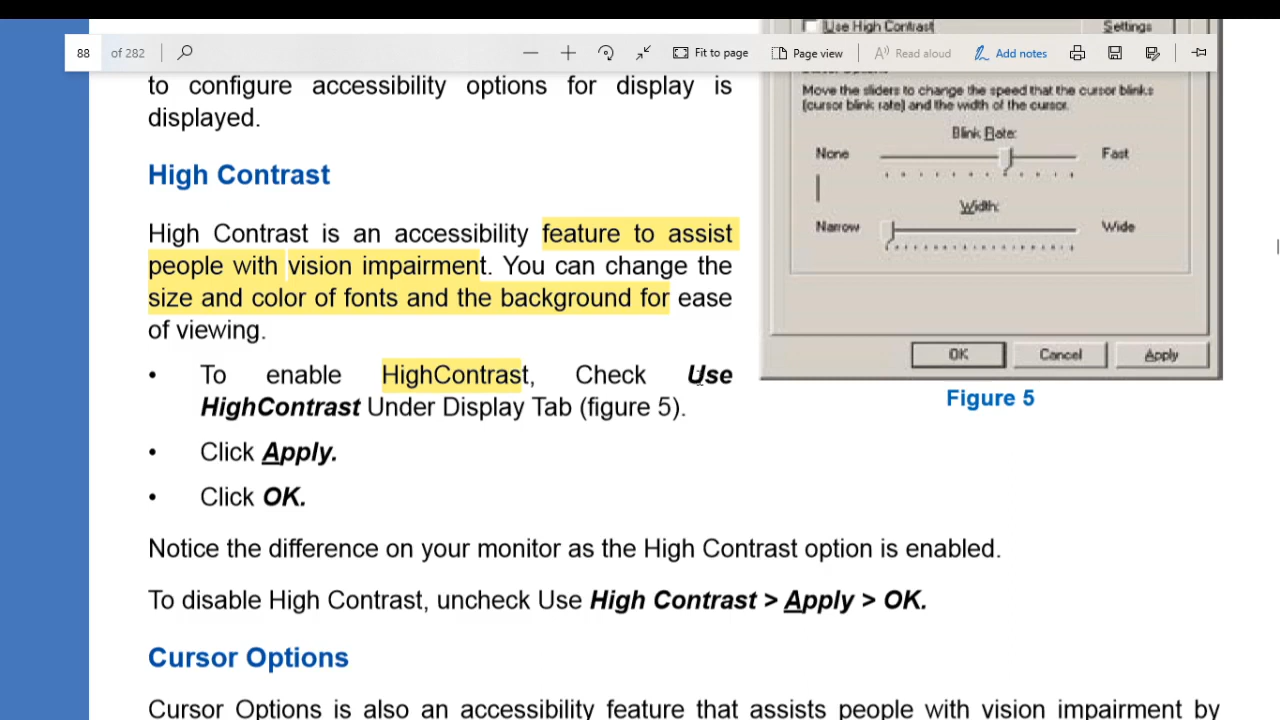 Use High Contrast
Settings
88 of 282
Fit to page
Page view
Read aloud
Add notes
to configure accessibility options for display is
displayed.
Move the sliders to change the speed that the cursor blinks
(cursor blink rate) and the width of the cursor.
Blink Rate:
None
Fast
Width:
Narrow
Wide
OK
Cancel
Apply
Figure 5
High Contrast
High Contrast is an accessibility feature to assist
people with vision impairment. You can change the
size and color of fonts and the background for ease
of viewing.
• To enable HighContrast, Check Use
HighContrast Under Display Tab (figure 5).
• Click Apply.
• Click OK.
Notice the difference on your monitor as the High Contrast option is enabled.
To disable High Contrast, uncheck Use High Contrast > Apply > OK.
Cursor Options
Cursor Options is also an accessibility feature that assists people with vision impairment by